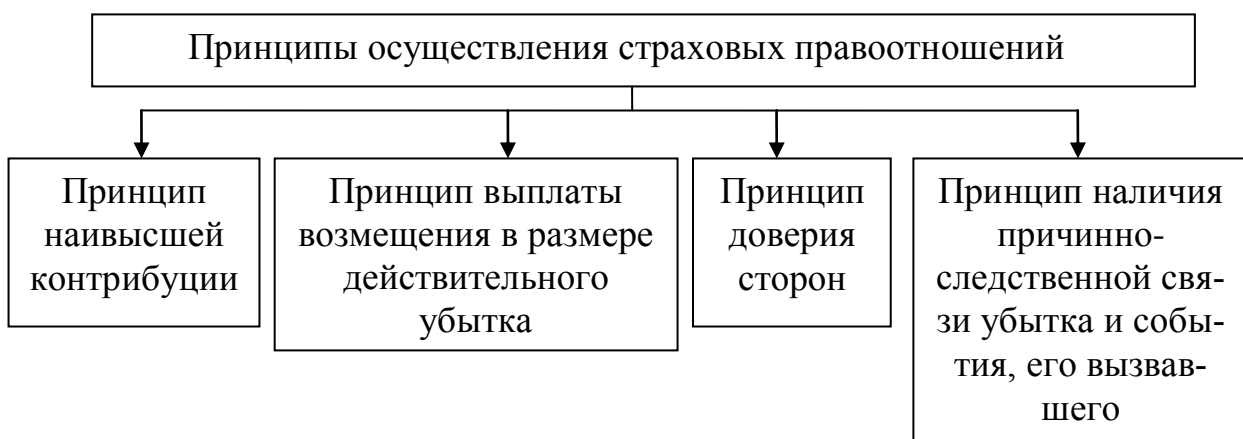 Принципы осуществления страховых правоотношений
Принцип
наивысшей
контрибуции
Принцип выплаты
возмещения в размере
действительного
убытка
Принцип
доверия
сторон
Принцип наличия
причинно-
следственной свя-
зи убытка и собы-
тия, его вызвав-
шего